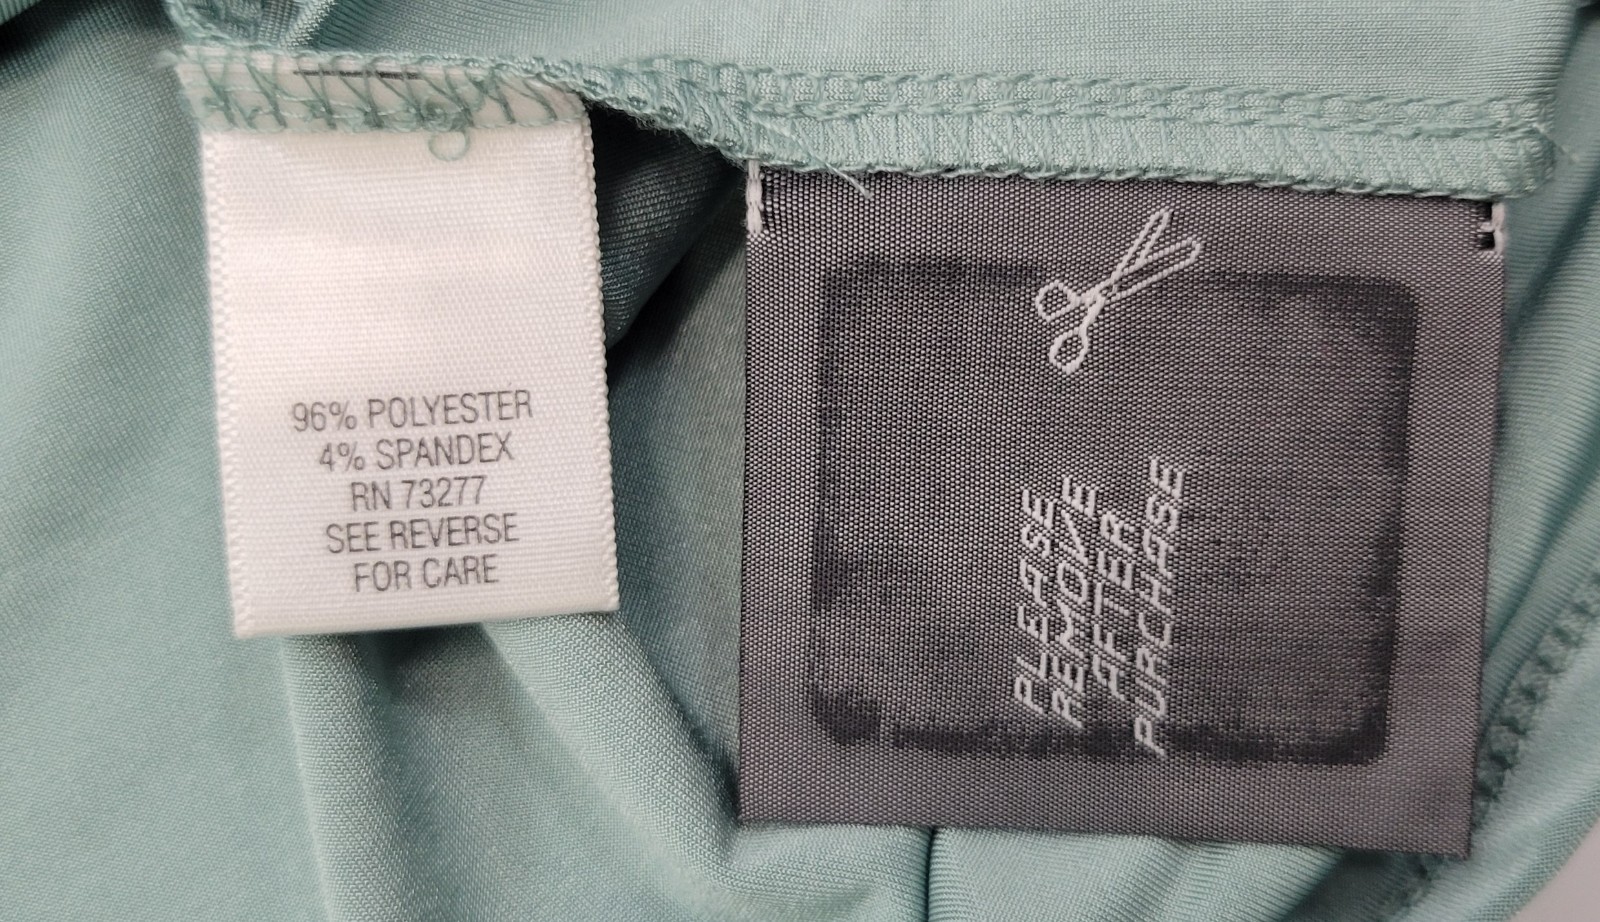 96% POLYESTER
4% SPANDEX
RN 73277
SEE REVERSE
FOR CARE
PLEASE
REMOVE
AFTER
PURCHASE